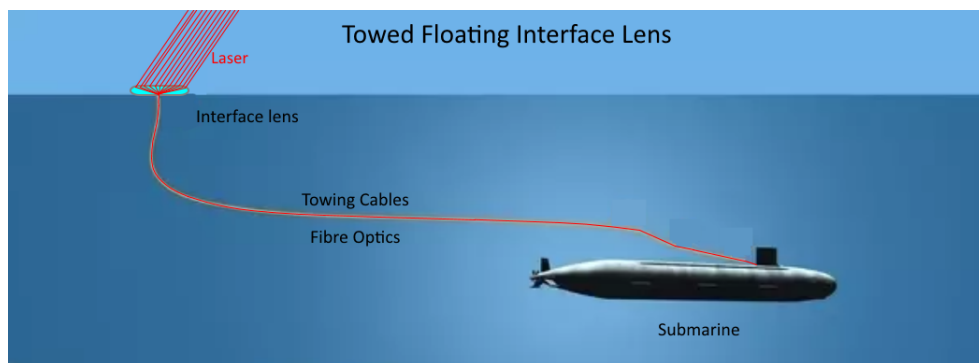 Towed Floating Interface Lens
Laser
Interface lens
Towing Cables
Fibre Optics
Submarine